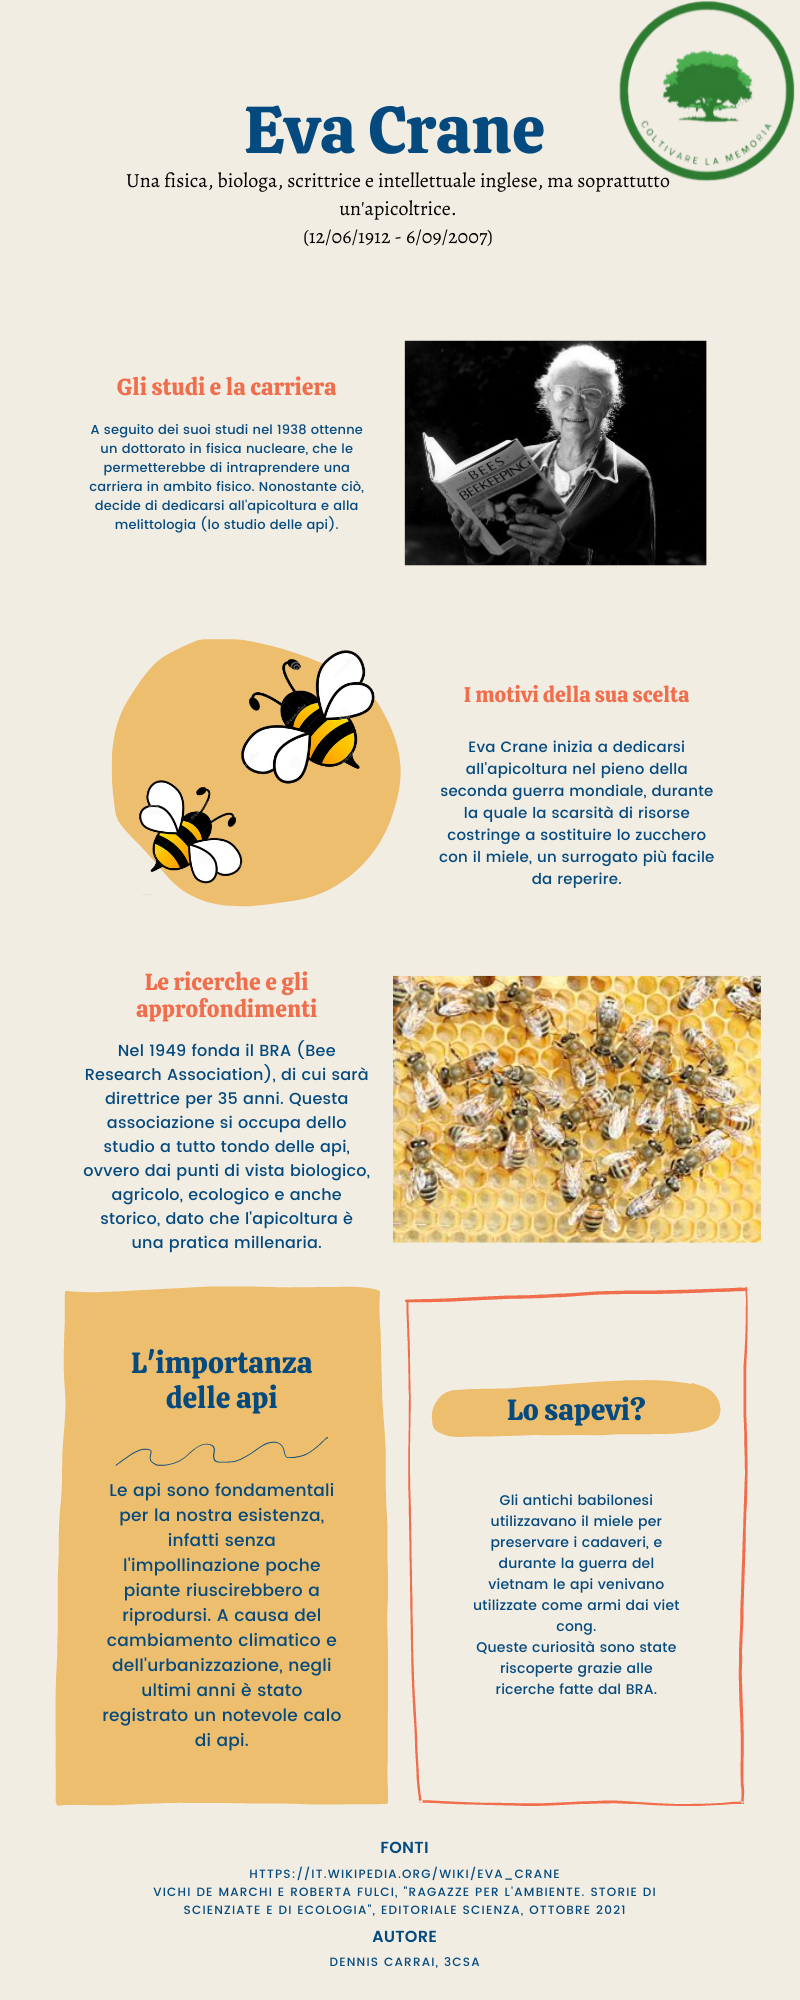 COLTIVARE LA MEMORIA
Eva Crane
Una fisica, biologa, scrittrice e intellettuale inglese, ma soprattutto
un'apicoltrice.
(12/06/1912 - 6/09/2007)
Gli studi e la carriera
A seguito dei suoi studi nel 1938 ottenne
un dottorato in fisica nucleare, che le
permetterebbe di intraprendere una
carriera in ambito fisico. Nonostante ciò,
decide di dedicarsi all'apicoltura e alla
melittologia (lo studio delle api).
BEES
BEEKEEPING
I motivi della sua scelta
Eva Crane inizia a dedicarsi
all'apicoltura nel pieno della
seconda guerra mondiale, durante
la quale la scarsità di risorse
costringe a sostituire lo zucchero
con il miele, un surrogato più facile
da reperire.
Le ricerche e gli
approfondimenti
Nel 1949 fonda il BRA (Bee
Research Association), di cui sarà
direttrice per 35 anni. Questa
associazione si occupa dello
studio a tutto tondo delle api,
ovvero dai punti di vista biologico,
agricolo, ecologico e anche
storico, dato che l'apicoltura è
una pratica millenaria.
L'importanza
delle api
Le api sono fondamentali
per la nostra esistenza,
infatti senza
l'impollinazione poche
piante riuscirebbero a
riprodursi. A causa del
cambiamento climatico e
dell'urbanizzazione, negli
ultimi anni è stato
registrato un notevole calo
di api.
Lo sapevi?
Gli antichi babilonesi
utilizzavano il miele per
preservare i cadaveri, e
durante la guerra del
vietnam le api venivano
utilizzate come armi dai viet
cong.
Queste curiosità sono state
riscoperte grazie alle
ricerche fatte dal BRA.
FONTI
HTTPS://IT.WIKIPEDIA.ORG/WIKI/EVA_CRANE
VICHI DE MARCHI E ROBERTA FULCI, "RAGAZZE PER L'AMBIENTE. STORIE DI
SCIENZIATE E DI ECOLOGIA", EDITORIALE SCIENZA, OTTOBRE 2021
AUTORE
DENNIS CARRAI, 3CSA